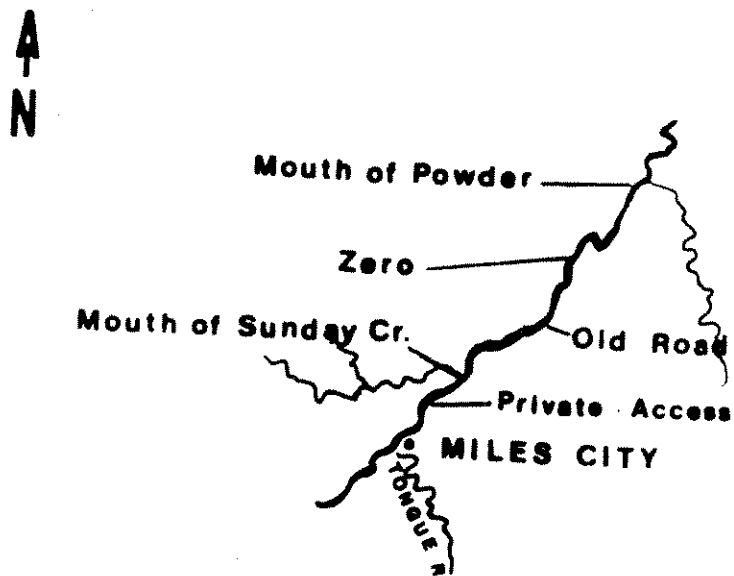 N
Mouth of Powder
Zero
Mouth of Sunday Cr.
Old Road
Private Access
MILES CITY
TONGUE R